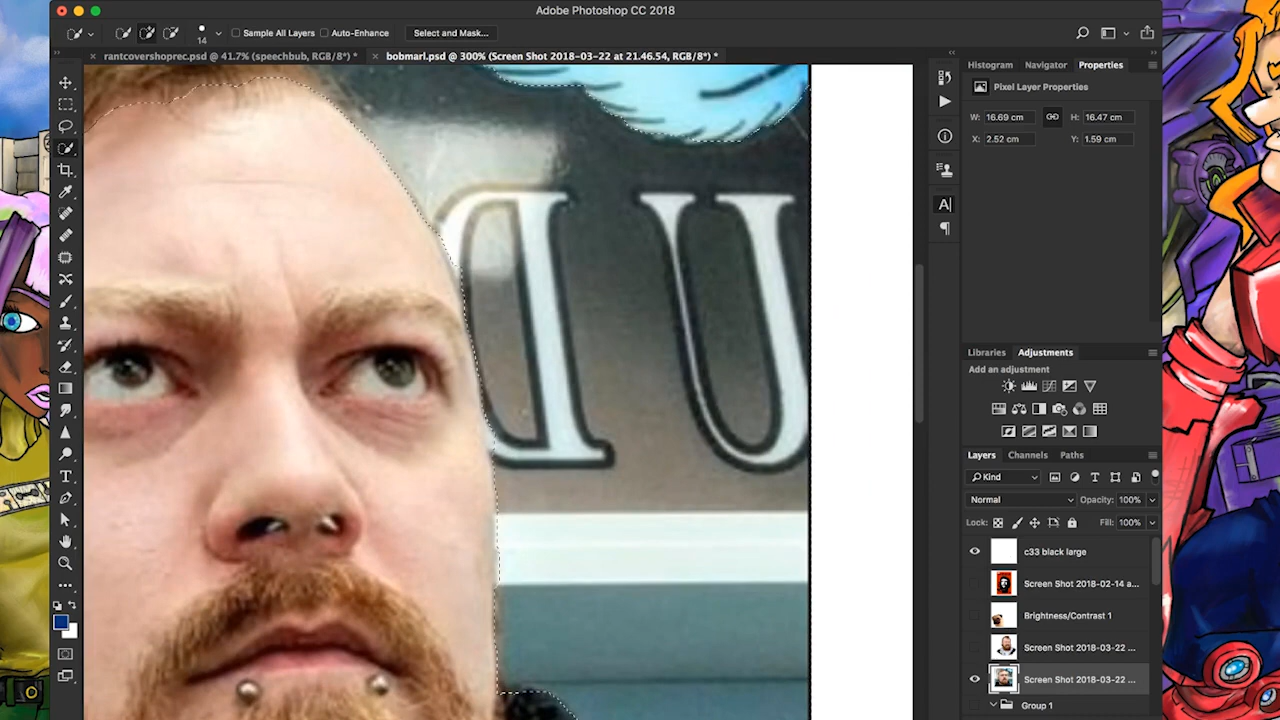 Adobe Photoshop CC 2018
14
Sample All Layers
Auto-Enhance
Select and Mask...
rantcovershoprec.psd @ 41.7% (speechbub, RGB/8*) *
bobmarl.psd @ 300% (Screen Shot 2018-03-22 at 21.46.54, RGB/8*) *
Histogram
Navigator
Properties
Pixel Layer Properties
W: 16.69 cm
H: 16.47 cm
X: 2.52 cm
Y: 1.59 cm
Libraries
Adjustments
Add an adjustment
Layers
Channels
Paths
Kind
Normal
Opacity: 100%
Lock:
Fill: 100%
c33 black large
Screen Shot 2018-02-14 a...
Brightness/Contrast 1
Screen Shot 2018-03-22 ...
Screen Shot 2018-03-22 ...
Group 1